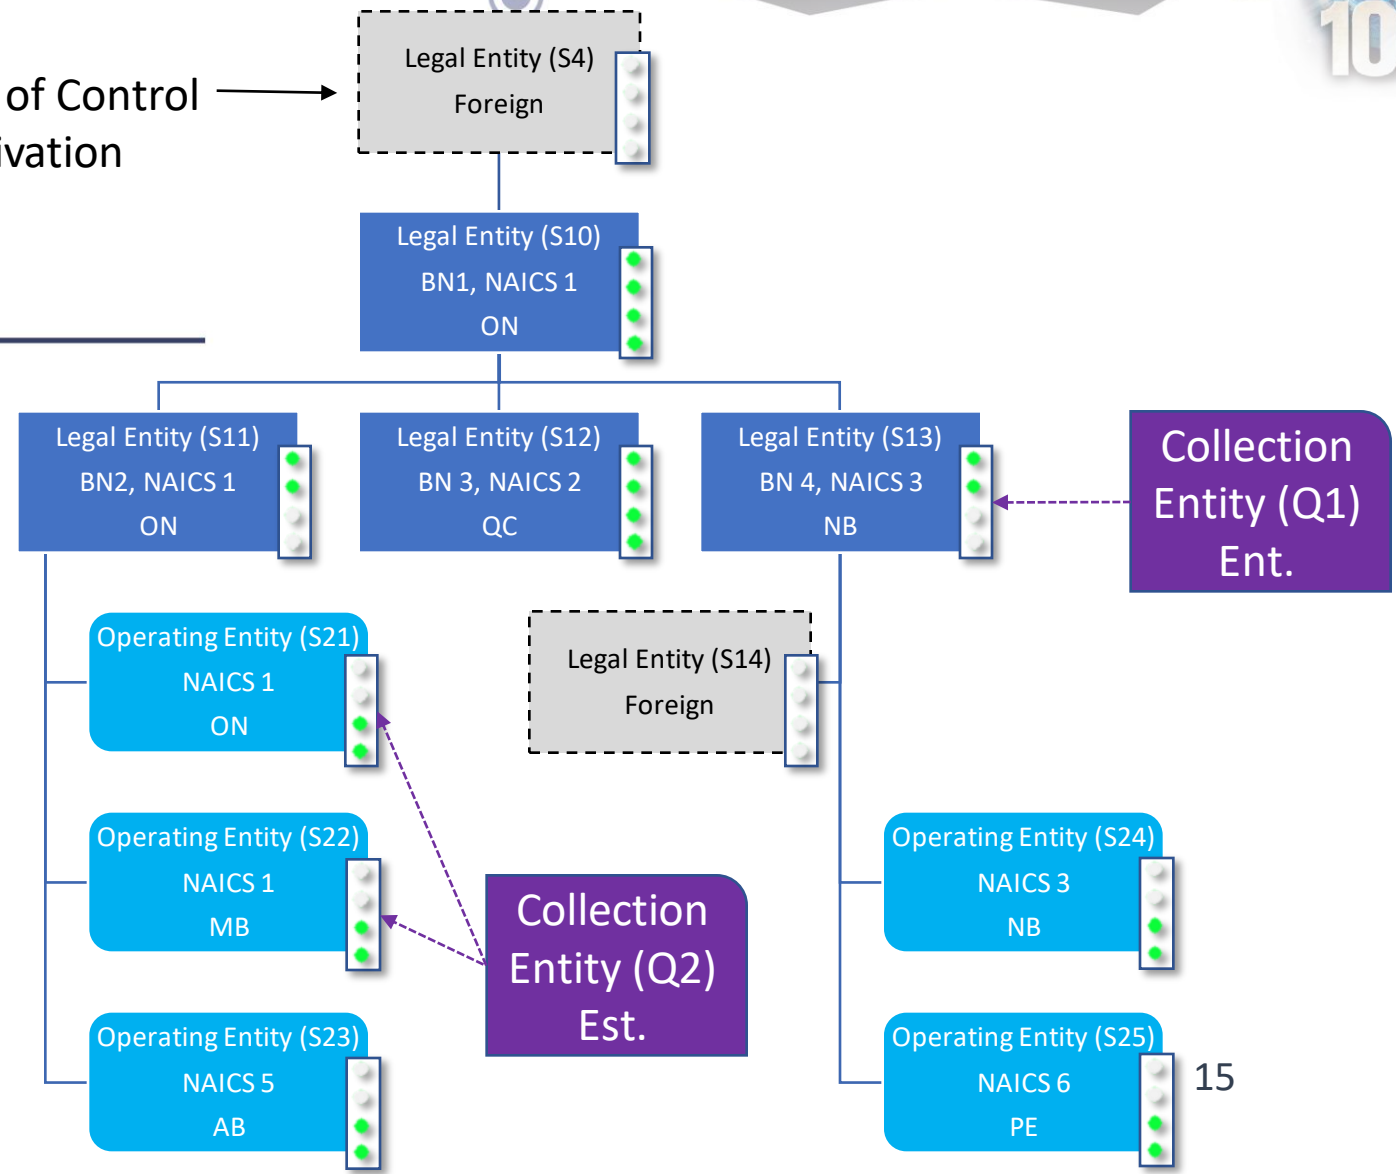 10
Legal Entity (S4)
Foreign
of Control
Legal Entity (S10)
BN1, NAICS 1
ON
Legal Entity (S11)
BN2, NAICS 1
ON
Legal Entity (S12)
BN 3, NAICS 2
QC
Legal Entity (S13)
BN 4, NAICS 3
NB
Collection
Entity (Q1)
Ent.
Operating Entity (S21)
NAICS 1
ON
Legal Entity (S14)
Foreign
Operating Entity (S22)
NAICS 1
MB
Collection
Entity (Q2)
Est.
Operating Entity (S24)
NAICS 3
NB
Operating Entity (S23)
NAICS 5
AB
Operating Entity (S25)
NAICS 6
PE
15